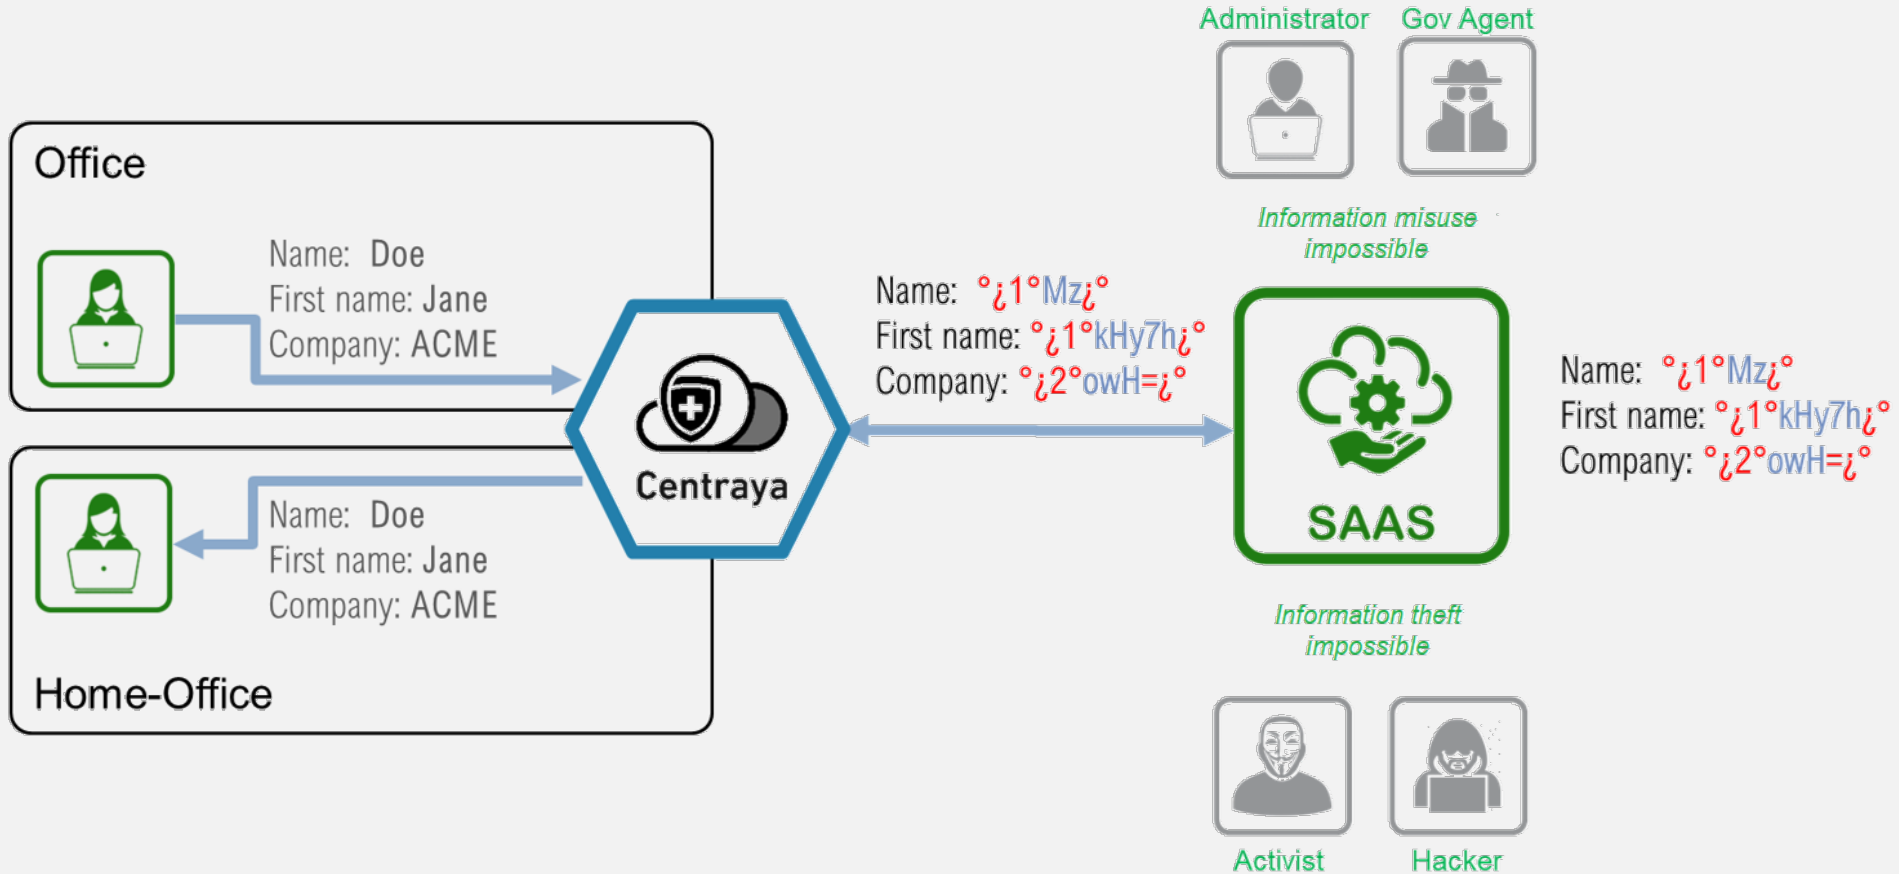 Administrator
Gov Agent
Information misuse
impossible
Office
Name: Doe
First name: Jane
Company: ACME
Name: °¿1°Mz¿°
First name: °¿1°kHy7h¿°
Company: °¿2°owH=¿°
Centraya
SAAS
Name: °¿1°Mz¿°
First name: °¿1°kHy7h¿°
Company: °¿2°owH=¿°
Name: Doe
First name: Jane
Company: ACME
Home-Office
Information theft
impossible
Activist
Hacker